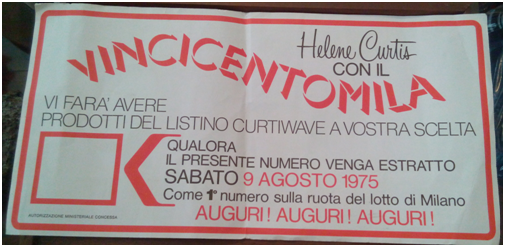 Helene Curtis
CON IL
VINCICENTOMILA
VI FARA' AVERE
PRODOTTI DEL LISTINO CURTIWAVE A VOSTRA SCELTA
QUALORA
IL PRESENTE NUMERO VENGA ESTRATTO
SABATO 9 AGOSTO 1975
Come 1° numero sulla ruota del lotto di Milano
AUGURI! AUGURI! AUGURI!
AUTORIZZAZIONE MINISTERIALE CONCESSA